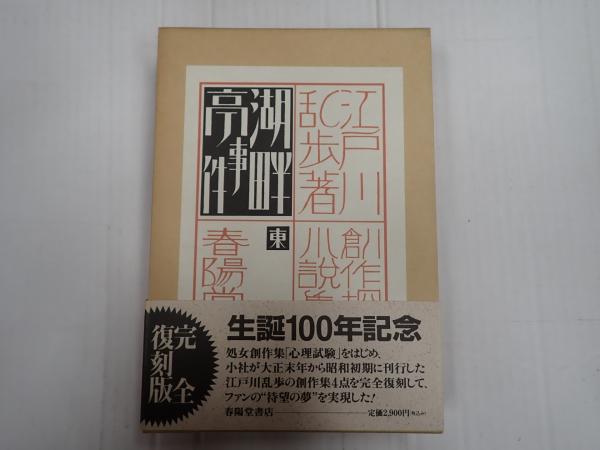 江戸川
乱歩著
湖畔
亭事件
創作探
小説集
東
春陽堂
完全
復刻版
生誕100年記念
処女創作集「心理試験」をはじめ、
小社が大正末年から昭和初期に刊行した
江戸川乱歩の創作集4点を完全復刻して、
ファンの“待望の夢”を実現した!
春陽堂書店 定価2,900円(税込み)